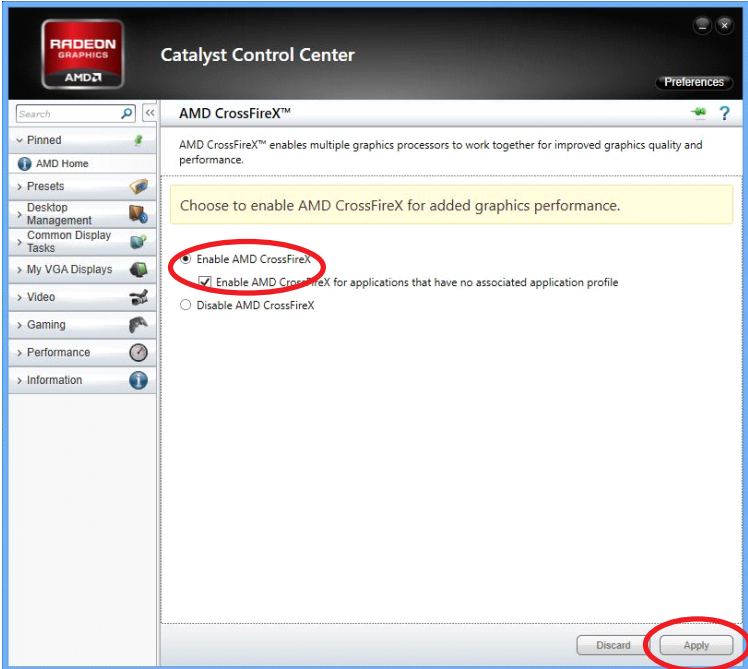 RADEON
GRAPHICS
AMD
Catalyst Control Center
Preferences
Search
AMD CrossFireX™
Pinned
AMD Home
Presets
Desktop
Management
Common Display
Tasks
My VGA Displays
Video
Gaming
Performance
Information
AMD CrossFireX™ enables multiple graphics processors to work together for improved graphics quality and
performance.
Choose to enable AMD CrossFireX for added graphics performance.
Enable AMD CrossFireX
Enable AMD CrossFireX for applications that have no associated application profile
Disable AMD CrossFireX
Discard
Apply